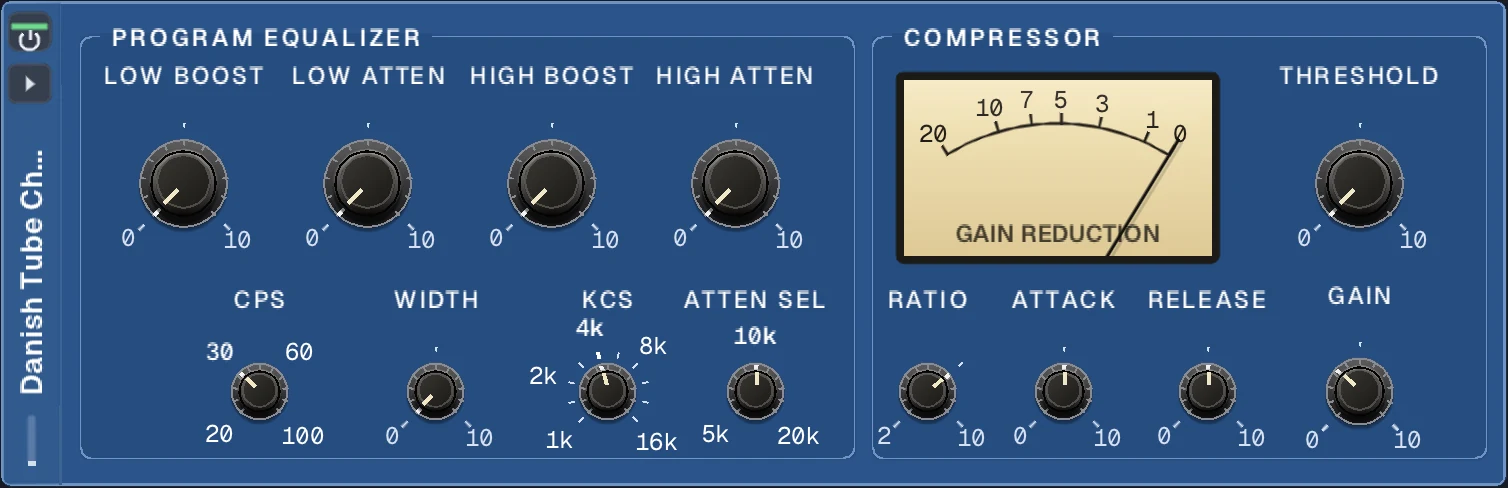 Danish Tube Ch...
PROGRAM EQUALIZER
LOW BOOST LOW ATTEN HIGH BOOST HIGH ATTEN
0 10 0 10 0 10 0 10
CPS WIDTH KCS ATTEN SEL
30 60 4k 8k 10k
2k
20 100 0 10 1k 16k 5k 20k
COMPRESSOR
THRESHOLD
20 10 7 5 3 1 0
GAIN REDUCTION
0 10
RATIO ATTACK RELEASE GAIN
2 10 0 10 0 10 0 10